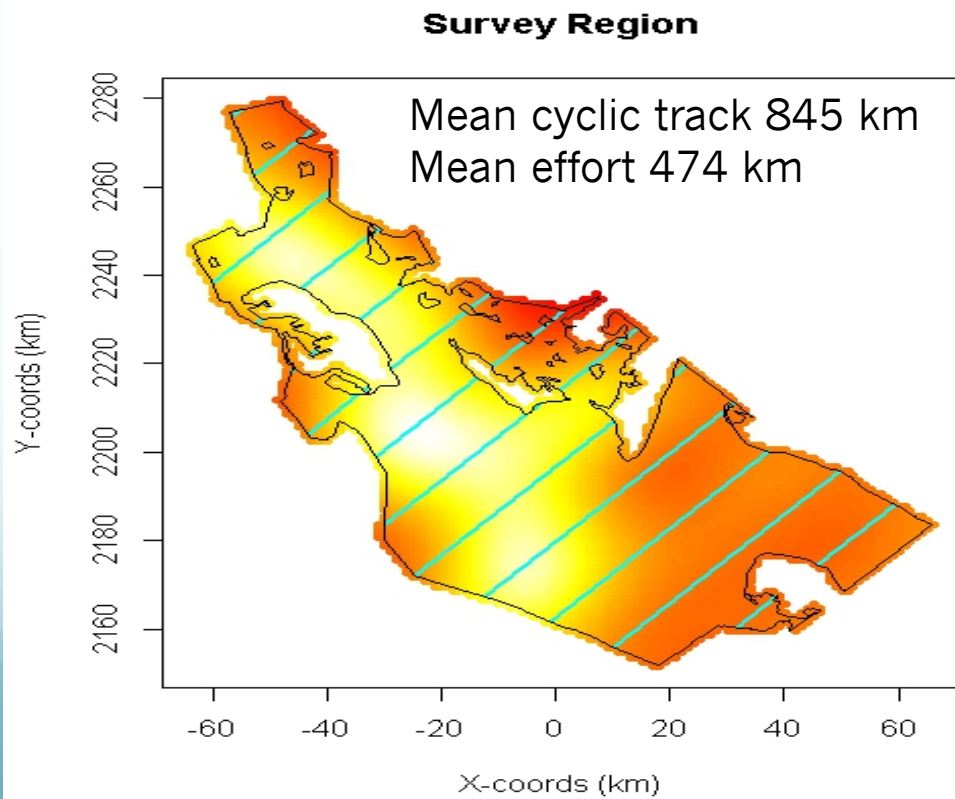 Survey Region
Mean cyclic track 845 km
Mean effort 474 km
Y-coords (km)
2280
2260
2240
2220
2200
2180
2160
-60
-40
-20
0
20
40
60
X-coords (km)